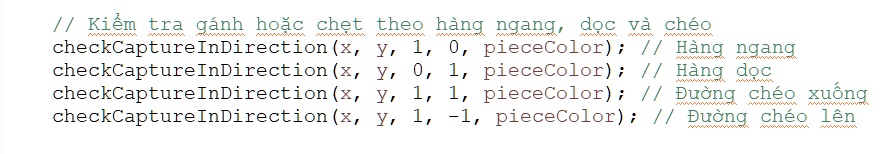 // Kiểm tra gánh hoặc chẹt theo hàng ngang, dọc và chéo
checkCaptureInDirection(x, y, 1, 0, pieceColor); // Hàng ngang
checkCaptureInDirection(x, y, 0, 1, pieceColor); // Hàng dọc
checkCaptureInDirection(x, y, 1, 1, pieceColor); // Đường chéo xuống
checkCaptureInDirection(x, y, 1, -1, pieceColor); // Đường chéo lên